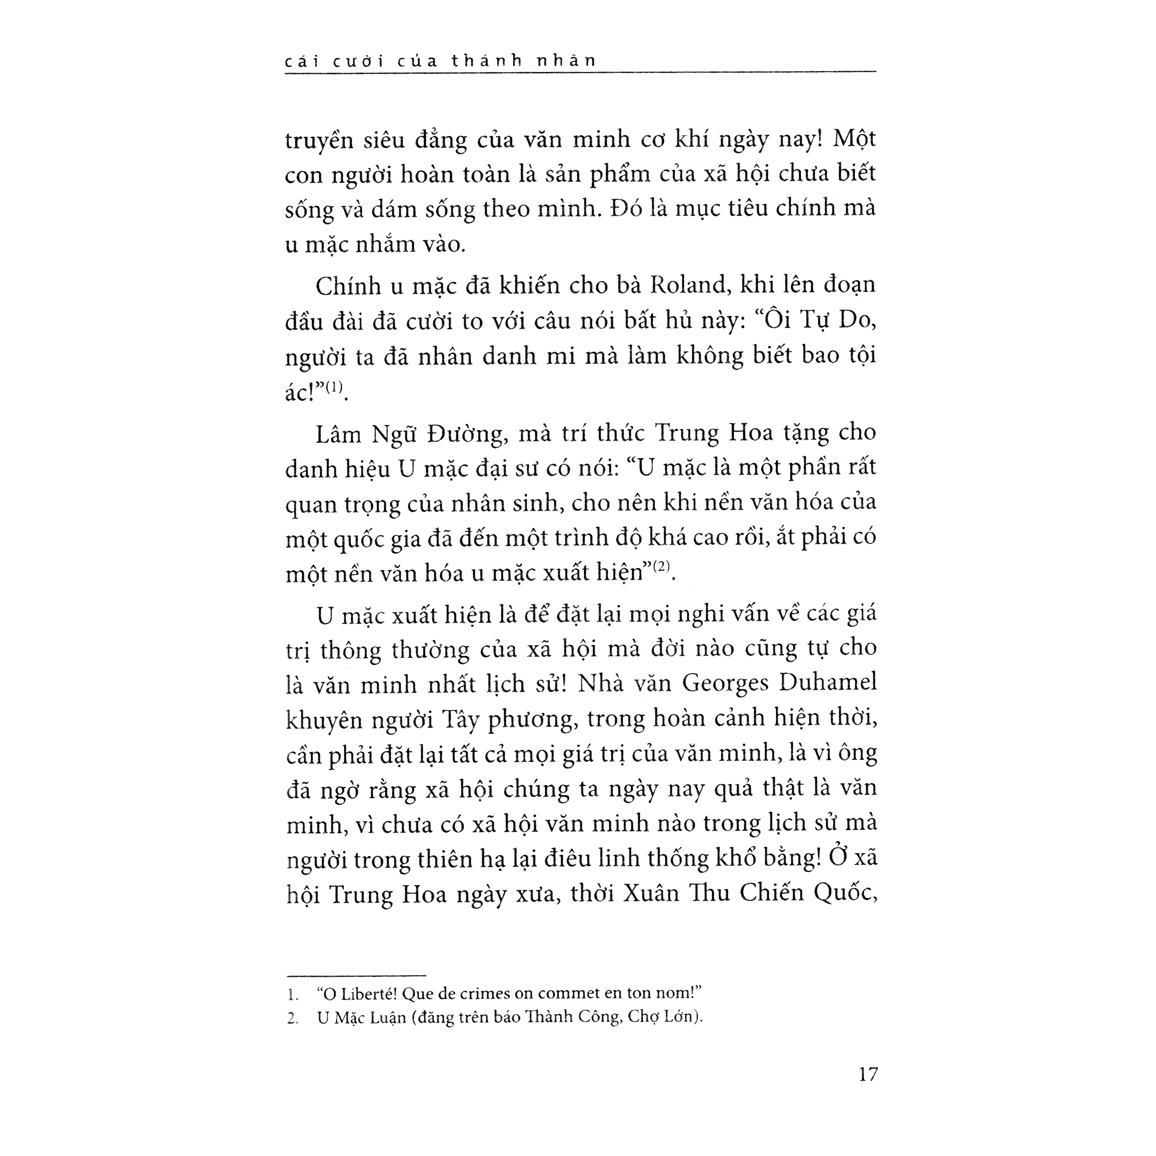 cái cười của thánh nhân
truyền siêu đẳng của văn minh cơ khí ngày nay! Một
con người hoàn toàn là sản phẩm của xã hội chưa biết
sống và dám sống theo mình. Đó là mục tiêu chính mà
u mặc nhắm vào.
Chính u mặc đã khiến cho bà Roland, khi lên đoạn
đầu đài đã cười to với câu nói bất hủ này: “Ôi Tự Do,
người ta đã nhân danh mi mà làm không biết bao tội
ác!”(1).
Lâm Ngữ Đường, mà trí thức Trung Hoa tặng cho
danh hiệu U mặc đại sư có nói: “U mặc là một phần rất
quan trọng của nhân sinh, cho nên khi nền văn hóa của
một quốc gia đã đến một trình độ khá cao rồi, ắt phải có
một nền văn hóa u mặc xuất hiện”(2).
U mặc xuất hiện là để đặt lại mọi nghi vấn về các giá
trị thông thường của xã hội mà đời nào cũng tự cho
là văn minh nhất lịch sử! Nhà văn Georges Duhamel
khuyên người Tây phương, trong hoàn cảnh hiện thời,
cần phải đặt lại tất cả mọi giá trị của văn minh, là vì ông
đã ngờ rằng xã hội chúng ta ngày nay quả thật là văn
minh, vì chưa có xã hội văn minh nào trong lịch sử mà
người trong thiên hạ lại điêu linh thống khổ bằng! Ở xã
hội Trung Hoa ngày xưa, thời Xuân Thu Chiến Quốc,
1. “O Liberté! Que de crimes on commet en ton nom!”
2. U Mặc Luận (đăng trên báo Thành Công, Chợ Lớn).
17